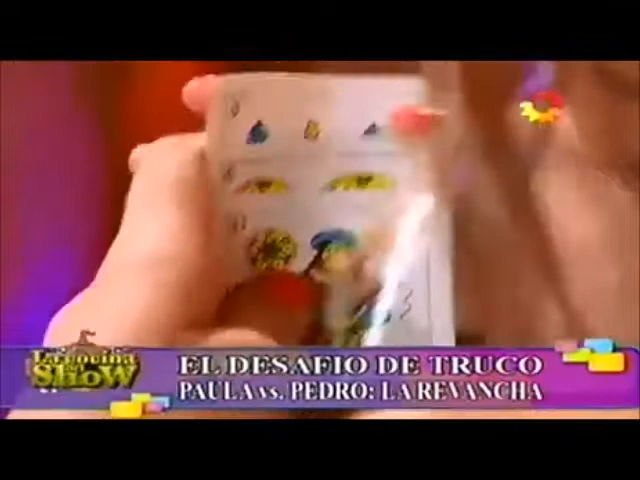 La cocina
del Show
EL DESAFIO DE TRUCO
PAULA vs. PEDRO: LA REVANCHA